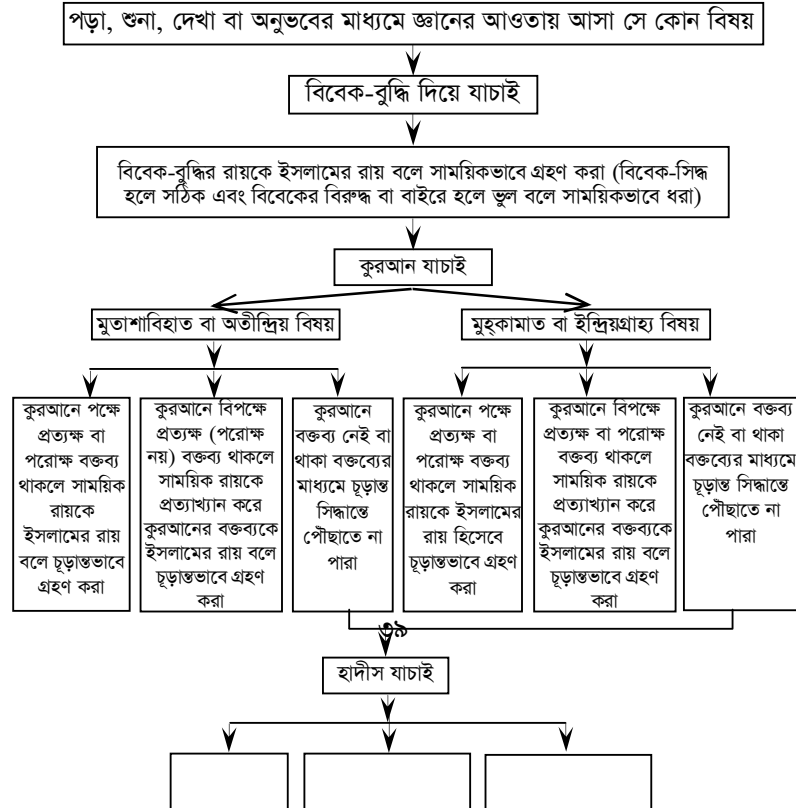 পড়া, শুনা, দেখা বা অনুভবের মাধ্যমে জ্ঞানের আওতায় আসা সে কোন বিষয়
বিবেক-বুদ্ধি দিয়ে যাচাই
বিবেক-বুদ্ধির রায়কে ইসলামের রায় বলে সাময়িকভাবে গ্রহণ করা (বিবেক-সিদ্ধ
হলে সঠিক এবং বিবেকের বিরুদ্ধ বা বাইরে হলে ভুল বলে সাময়িকভাবে ধরা)
কুরআন যাচাই
মুতাশাবিহাত বা অতীন্দ্রিয় বিষয়
মুহ্কামাত বা ইন্দ্রিয়গ্রাহ্য বিষয়
কুরআনে পক্ষে
প্রত্যক্ষ বা
পরোক্ষ বক্তব্য
থাকলে সাময়িক
রায়কে
ইসলামের রায়
বলে চূড়ান্তভাবে
গ্রহণ করা
কুরআনে বিপক্ষে
প্রত্যক্ষ (পরোক্ষ
নয়) বক্তব্য থাকলে
সাময়িক রায়কে
প্রত্যাখ্যান করে
কুরআনের বক্তব্যকে
ইসলামের রায় বলে
চূড়ান্তভাবে গ্রহণ
করা
কুরআনে
বক্তব্য নেই বা
থাকা বক্তব্যের
মাধ্যমে চূড়ান্ত
সিদ্ধান্তে
পৌঁছাতে না
পারা
কুরআনে পক্ষে
প্রত্যক্ষ বা
পরোক্ষ বক্তব্য
থাকলে সাময়িক
রায়কে ইসলামের
রায় হিসেবে
চূড়ান্তভাবে গ্রহণ
করা
কুরআনে বিপক্ষে
প্রত্যক্ষ বা পরোক্ষ
বক্তব্য থাকলে
সাময়িক রায়কে
প্রত্যাখ্যান করে
কুরআনের বক্তব্যকে
ইসলামের রায় বলে
চূড়ান্তভাবে গ্রহণ
করা
কুরআনে বক্তব্য
নেই বা থাকা
বক্তব্যের মাধ্যমে
চূড়ান্ত সিদ্ধান্তে
পৌঁছাতে না
পারা
৩৯
হাদীস যাচাই